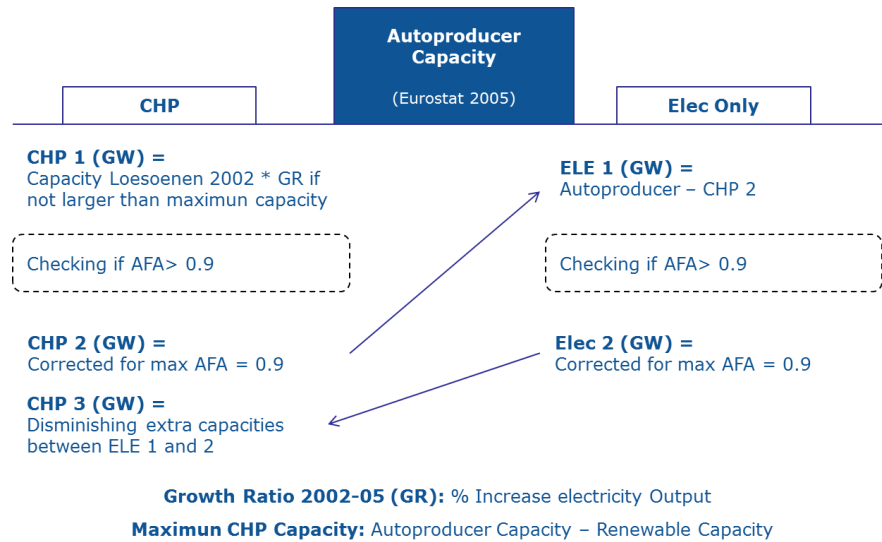 Autoproducer
Capacity
(Eurostat 2005)
CHP
Elec Only
CHP 1 (GW) =
Capacity Loesoenen 2002 * GR if
not larger than maximun capacity
Checking if AFA> 0.9
CHP 2 (GW) =
Corrected for max AFA = 0.9
CHP 3 (GW) =
Disminishing extra capacities
between ELE 1 and 2
ELE 1 (GW) =
Autoproducer – CHP 2
Checking if AFA> 0.9
Elec 2 (GW) =
Corrected for max AFA = 0.9
Growth Ratio 2002-05 (GR): % Increase electricity Output
Maximun CHP Capacity: Autoproducer Capacity – Renewable Capacity